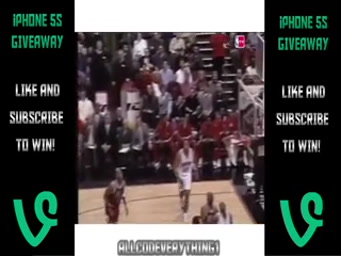 IPHONE 5S
GIVEAWAY
LIKE AND
SUBSCRIBE
TO WIN!
IPHONE 5S
GIVEAWAY
LIKE AND
SUBSCRIBE
TO WIN!
ALLCODEVERYTHING1